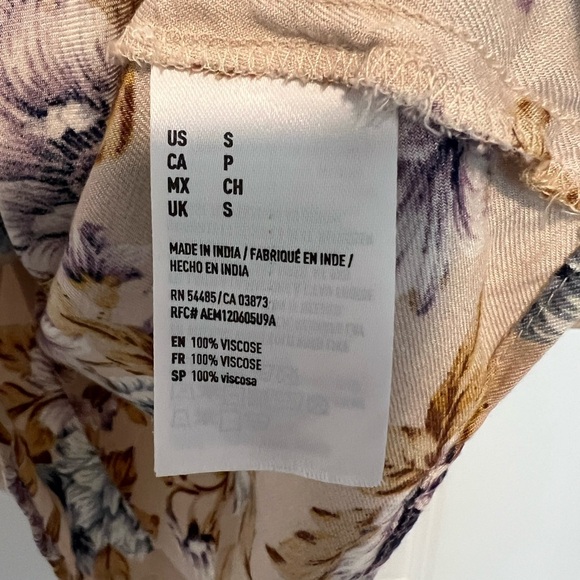 US S
CA P
MX CH
UK S
MADE IN INDIA / FABRIQUÉ EN INDE /
HECHO EN INDIA
RN 54485/CA 03873
RFC# AEM120605U9A
EN 100% VISCOSE
FR 100% VISCOSE
SP 100% viscosa